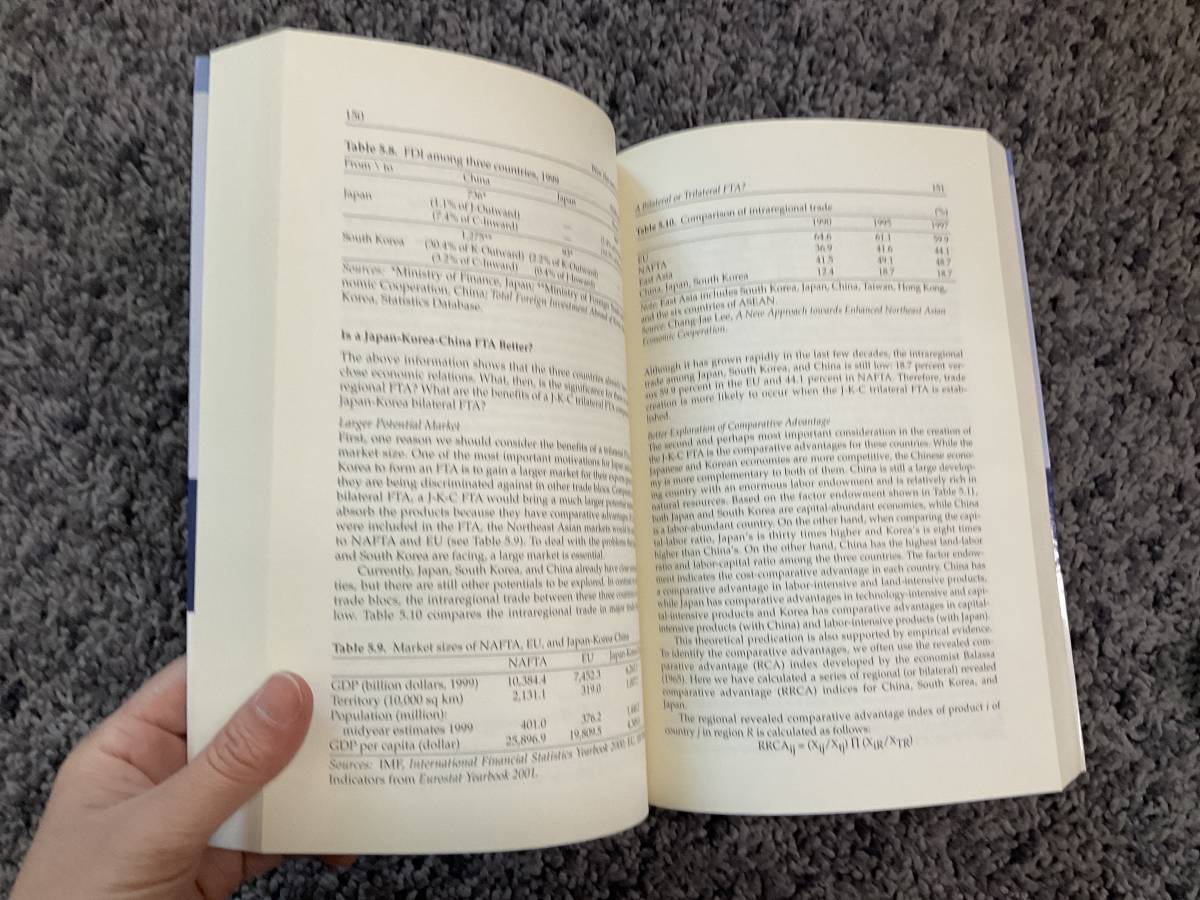 150
Table 5.8. FDI among three countries, 1999
From \ to China Japan
Japan 736*
(1.1% of J-Outward) —
(7.4% of C-Inward)
South Korea 1,275** — 93*
(30.4% of K-Outward) (2.2% of K-Outward)
(3.2% of C-Inward) (0.4% of J-Inward)
Sources: *Ministry of Finance, Japan; **Ministry of Foreign Trade
nomic Cooperation, China; Total Foreign Investment Abroad
Korea, Statistics Database.
Is a Japan-Korea-China FTA Better?
The above information shows that the three countries already
close economic relations. What, then, is the significance for
regional FTA? What are the benefits of a J-K-C trilateral FTA
Japan-Korea bilateral FTA?
Larger Potential Market
First, one reason we should consider the benefits of a trilateral
market size. One of the most important motivations for Japan
Korea to form an FTA is to gain a larger market for their exports
they are being discriminated against in other trade blocs.
bilateral FTA, a J-K-C FTA would bring a much larger potential
absorb the products because they have comparative advantage
were included in the FTA, the Northeast Asian markets would
to NAFTA and EU (see Table 5.9). To deal with the problems
and South Korea are facing, a large market is essential.
Currently, Japan, South Korea, and China already have
ties, but there are still other potentials to be explored. In
trade blocs, the intraregional trade between these three
low. Table 5.10 compares the intraregional trade in major
Table 5.9. Market sizes of NAFTA, EU, and Japan-Korea-China
NAFTA EU
GDP (billion dollars, 1999) 10,384.4 7,452.3
Territory (10,000 sq km) 2,131.1 319.0
Population (million):
midyear estimates 1999 401.0 376.2
GDP per capita (dollar) 25,896.9 19,809.5
Sources: IMF, International Financial Statistics Yearbook 2000;
Indicators from Eurostat Yearbook 2001.
A Bilateral or Trilateral FTA? 151
Table 5.10. Comparison of intraregional trade (%)
1990 1995 1997
EU 64.6 61.1 59.9
NAFTA 36.9 41.6 44.1
East Asia 41.5 49.1 48.7
China, Japan, South Korea 12.4 18.7 18.7
Note: East Asia includes South Korea, Japan, China, Taiwan, Hong Kong,
and the six countries of ASEAN.
Source: Chang-Jae Lee, A New Approach towards Enhanced Northeast Asian
Economic Cooperation.
Although it has grown rapidly in the last few decades, the intraregional
trade among Japan, South Korea, and China is still low: 18.7 percent ver-
sus 59.9 percent in the EU and 44.1 percent in NAFTA. Therefore, trade
creation is more likely to occur when the J-K-C trilateral FTA is estab-
lished.
Better Exploration of Comparative Advantage
The second and perhaps most important consideration in the creation of
the J-K-C FTA is the comparative advantages for these countries. While the
Japanese and Korean economies are more competitive, the Chinese econo-
my is more complementary to both of them. China is still a large develop-
ing country with an enormous labor endowment and is relatively rich in
natural resources. Based on the factor endowment shown in Table 5.11,
both Japan and South Korea are capital-abundant economies, while China
is a labor-abundant country. On the other hand, when comparing the capi-
tal-labor ratio, Japan's is thirty times higher and Korea's is eight times
higher than China's. On the other hand, China has the highest land-labor
ratio and labor-capital ratio among the three countries. The factor endow-
ment indicates the cost-comparative advantage in each country. China has
a comparative advantage in labor-intensive and land-intensive products,
while Japan has comparative advantages in technology-intensive and capi-
tal-intensive products and Korea has comparative advantages in capital-
intensive products (with China) and labor-intensive products (with Japan).
This theoretical predication is also supported by empirical evidence.
To identify the comparative advantages, we often use the revealed com-
parative advantage (RCA) index developed by the economist Balassa
(1965). Here we have calculated a series of regional (or bilateral) revealed
comparative advantage (RRCA) indices for China, South Korea, and
Japan.
The regional revealed comparative advantage index of product i of
country j in region R is calculated as follows:
RRCAij = (Xij/Xtj) Π (XiR/XTR)